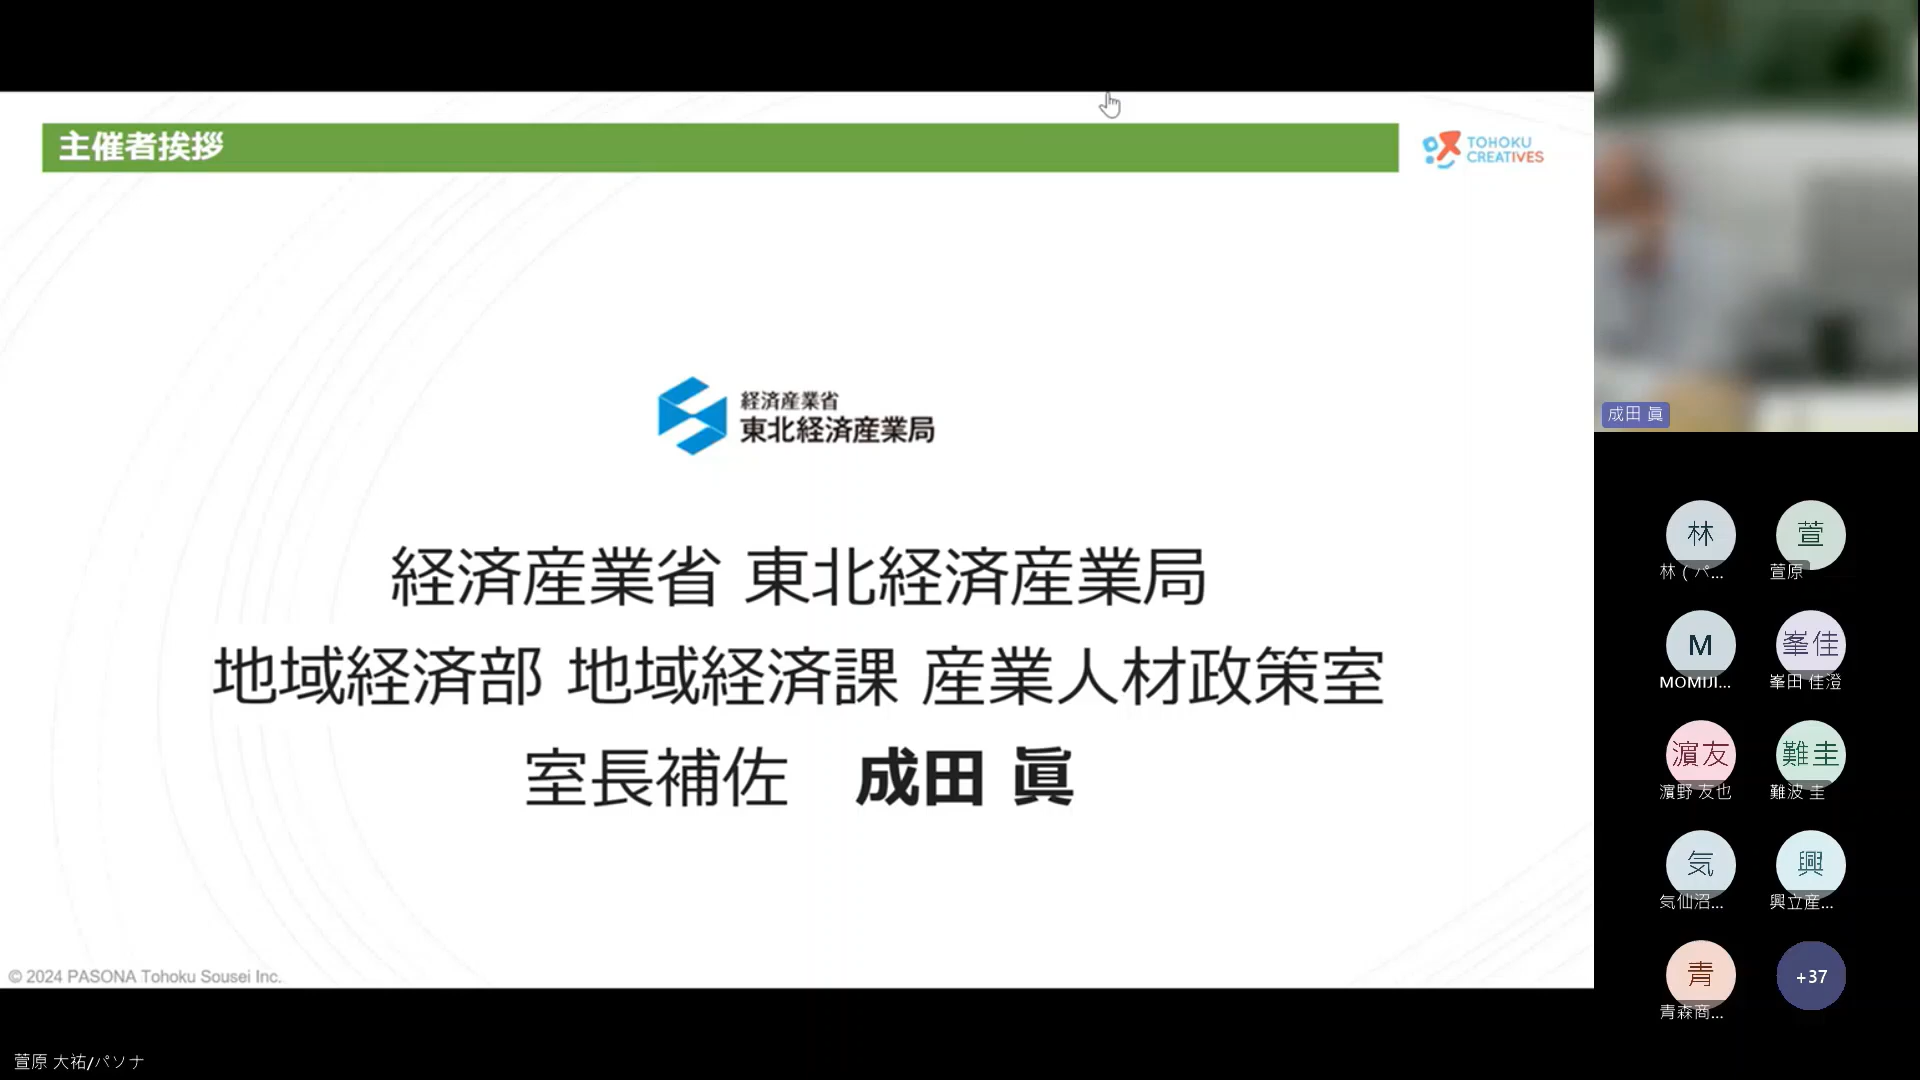 主催者挨拶
TOHOKU
CREATIVES
経済産業省
東北経済産業局
経済産業省 東北経済産業局
地域経済部 地域経済課 産業人材政策室
室長補佐 成田 眞
© 2024 PASONA Tohoku Sousei Inc.
萱原 大祐/パソナ
成田 眞
林
萱
林 ( パ...
萱原
M
峯佳
MOMIJI...
峯田 佳澄
濵友
難圭
濵野 友也
難波 圭
気
興
気仙沼...
興立産...
青
+37
青森商...